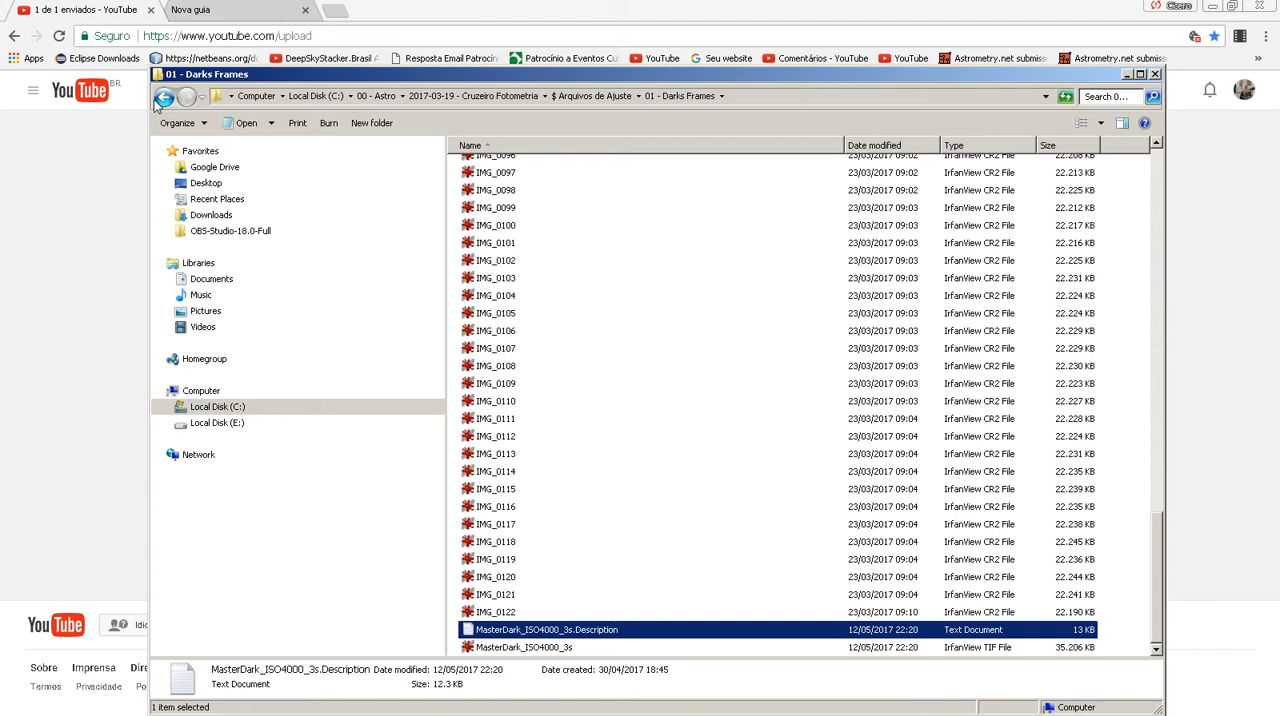 1 de 1 enviados - YouTube Nova guia Cícero
Seguro https://www.youtube.com/upload
Apps Eclipse Downloads https://netbeans.org/do DeepSkyStacker.Brasil A Resposta Email Patrocíni Patrocínio a Eventos Cul YouTube Seu website Comentários - YouTube YouTube Astrometry.net submiss Astrometry.net submiss »
01 - Darks Frames
YouTube BR
Computer Local Disk (C:) 00 - Astro 2017-03-19 - Cruzeiro Fotometria Arquivos de Ajuste 01 - Darks Frames Search 0...
Organize Open Print Burn New folder
Name Date modified Type Size
Favorites
Google Drive
Desktop
Recent Places
Downloads
OBS-Studio-18.0-Full
Libraries
Documents
Music
Pictures
Videos
Homegroup
Computer
Local Disk (C:)
Local Disk (E:)
Network
IMG_0096 23/03/2017 09:02 IrfanView CR2 File 22.208 KB
IMG_0097 23/03/2017 09:02 IrfanView CR2 File 22.213 KB
IMG_0098 23/03/2017 09:02 IrfanView CR2 File 22.225 KB
IMG_0099 23/03/2017 09:03 IrfanView CR2 File 22.212 KB
IMG_0100 23/03/2017 09:03 IrfanView CR2 File 22.217 KB
IMG_0101 23/03/2017 09:03 IrfanView CR2 File 22.216 KB
IMG_0102 23/03/2017 09:03 IrfanView CR2 File 22.225 KB
IMG_0103 23/03/2017 09:03 IrfanView CR2 File 22.231 KB
IMG_0104 23/03/2017 09:03 IrfanView CR2 File 22.224 KB
IMG_0105 23/03/2017 09:03 IrfanView CR2 File 22.229 KB
IMG_0106 23/03/2017 09:03 IrfanView CR2 File 22.229 KB
IMG_0107 23/03/2017 09:03 IrfanView CR2 File 22.229 KB
IMG_0108 23/03/2017 09:03 IrfanView CR2 File 22.230 KB
IMG_0109 23/03/2017 09:03 IrfanView CR2 File 22.223 KB
IMG_0110 23/03/2017 09:03 IrfanView CR2 File 22.227 KB
IMG_0111 23/03/2017 09:04 IrfanView CR2 File 22.228 KB
IMG_0112 23/03/2017 09:04 IrfanView CR2 File 22.224 KB
IMG_0113 23/03/2017 09:04 IrfanView CR2 File 22.231 KB
IMG_0114 23/03/2017 09:04 IrfanView CR2 File 22.235 KB
IMG_0115 23/03/2017 09:04 IrfanView CR2 File 22.239 KB
IMG_0116 23/03/2017 09:04 IrfanView CR2 File 22.235 KB
IMG_0117 23/03/2017 09:04 IrfanView CR2 File 22.238 KB
IMG_0118 23/03/2017 09:04 IrfanView CR2 File 22.245 KB
IMG_0119 23/03/2017 09:04 IrfanView CR2 File 22.236 KB
IMG_0120 23/03/2017 09:04 IrfanView CR2 File 22.244 KB
IMG_0121 23/03/2017 09:04 IrfanView CR2 File 22.241 KB
IMG_0122 23/03/2017 09:10 IrfanView CR2 File 22.190 KB
MasterDark_ISO4000_3s.Description 12/05/2017 22:20 Text Document 13 KB
MasterDark_ISO4000_3s 12/05/2017 22:20 IrfanView TIF File 35.206 KB
YouTube Idio
Sobre Imprensa Dire
Termos Privacidade Pol
MasterDark_ISO4000_3s.Description Date modified: 12/05/2017 22:20 Date created: 30/04/2017 18:45
Text Document Size: 12.3 KB
1 item selected Computer